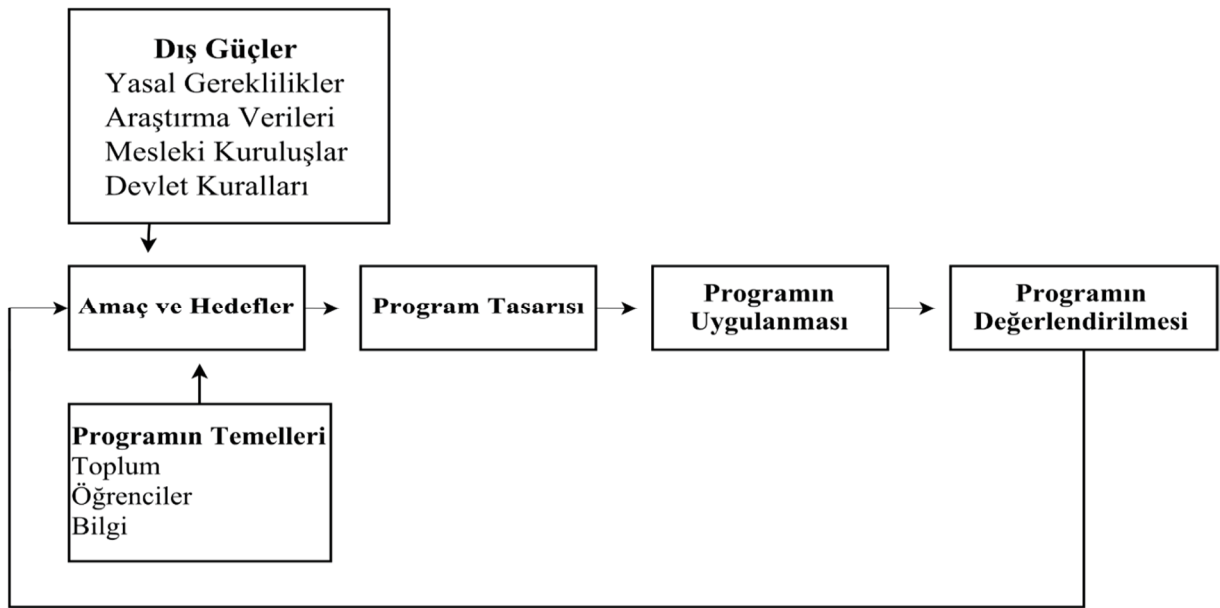 Dış Güçler
Yasal Gereklilikler
Araştırma Verileri
Mesleki Kuruluşlar
Devlet Kuralları
Amaç ve Hedefler
Program Tasarısı
Programın
Uygulanması
Programın
Değerlendirilmesi
Programın Temelleri
Toplum
Öğrenciler
Bilgi